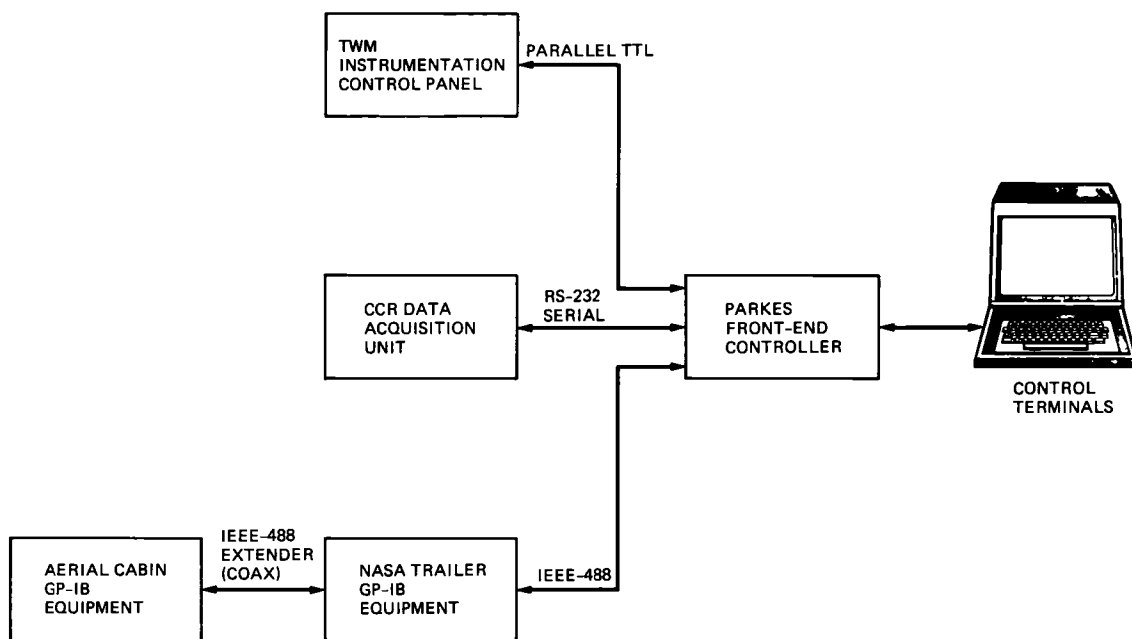 TWM
INSTRUMENTATION
CONTROL PANEL
PARALLEL TTL
CCR DATA
ACQUISITION
UNIT
RS-232
SERIAL
PARKES
FRONT-END
CONTROLLER
CONTROL
TERMINALS
AERIAL CABIN
GP-IB
EQUIPMENT
IEEE-488
EXTENDER
(COAX)
NASA TRAILER
GP-IB
EQUIPMENT
IEEE-488